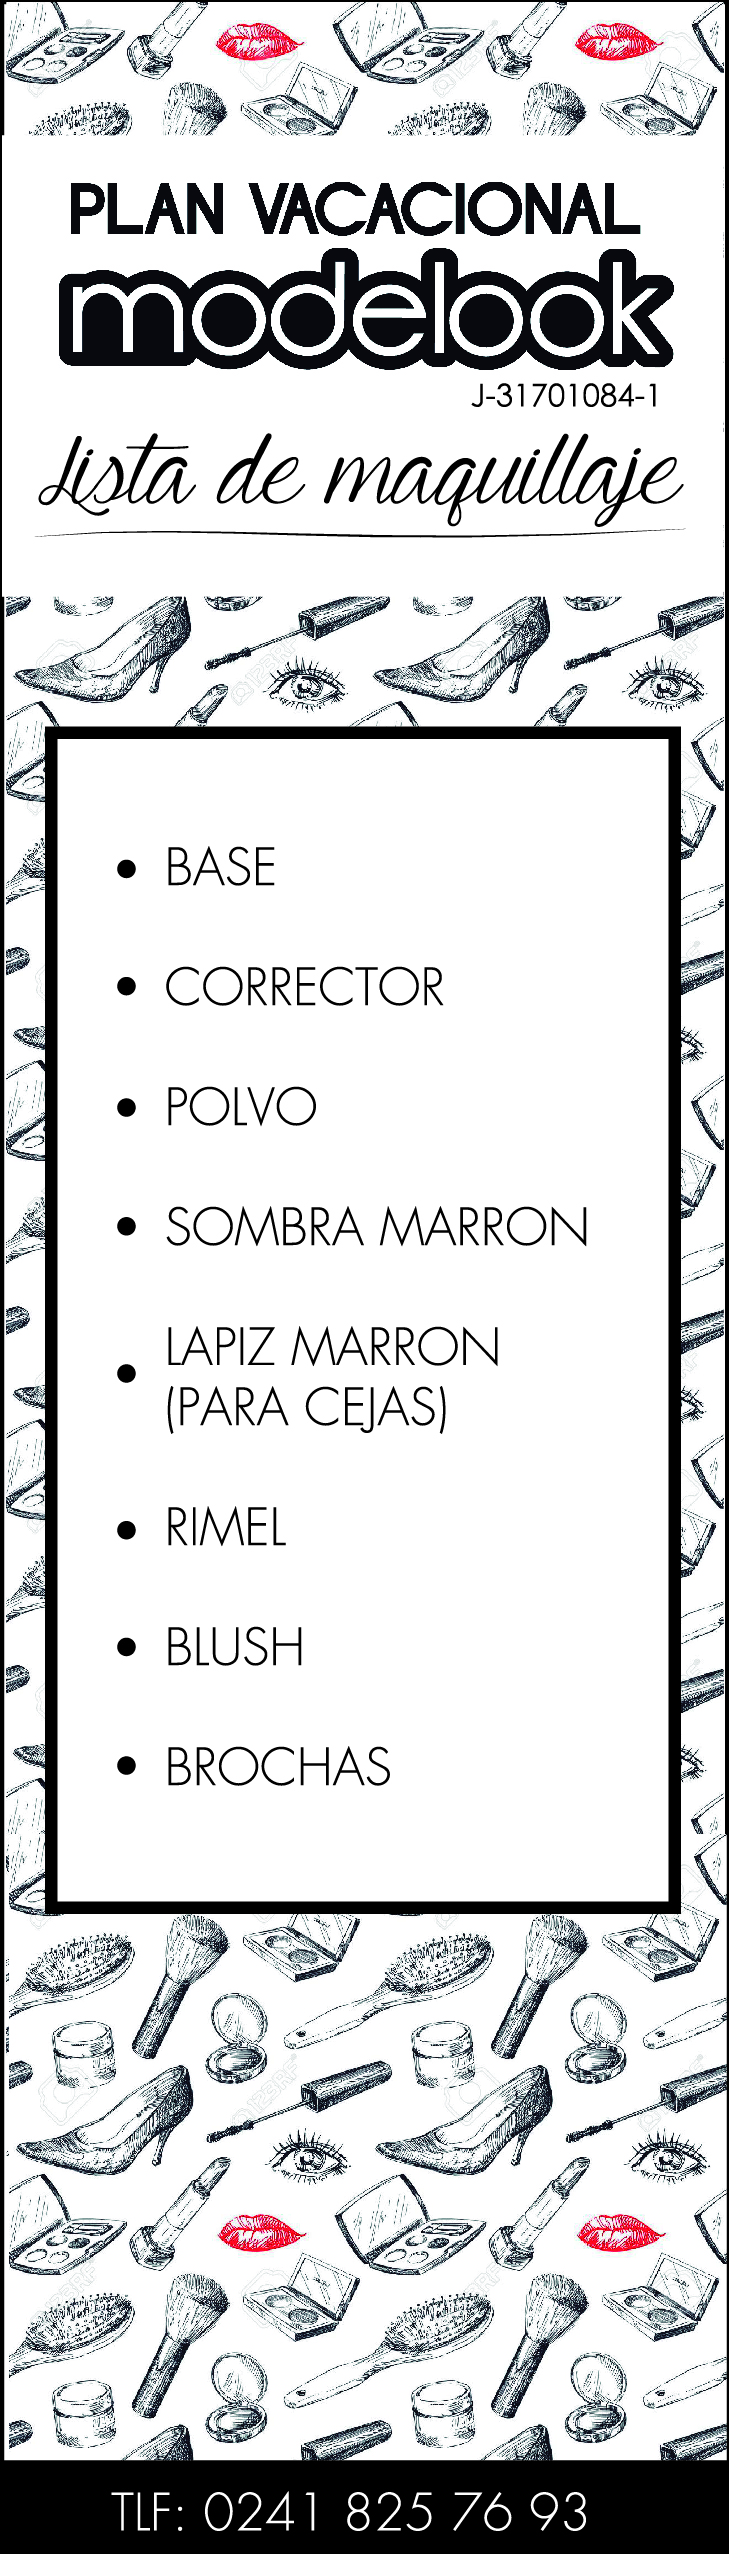 PLAN VACACIONAL
modelook
J-31701084-1
Lista de maquillaje
• BASE
• CORRECTOR
• POLVO
• SOMBRA MARRON
• LAPIZ MARRON
(PARA CEJAS)
• RIMEL
• BLUSH
• BROCHAS
TLF: 0241 825 76 93